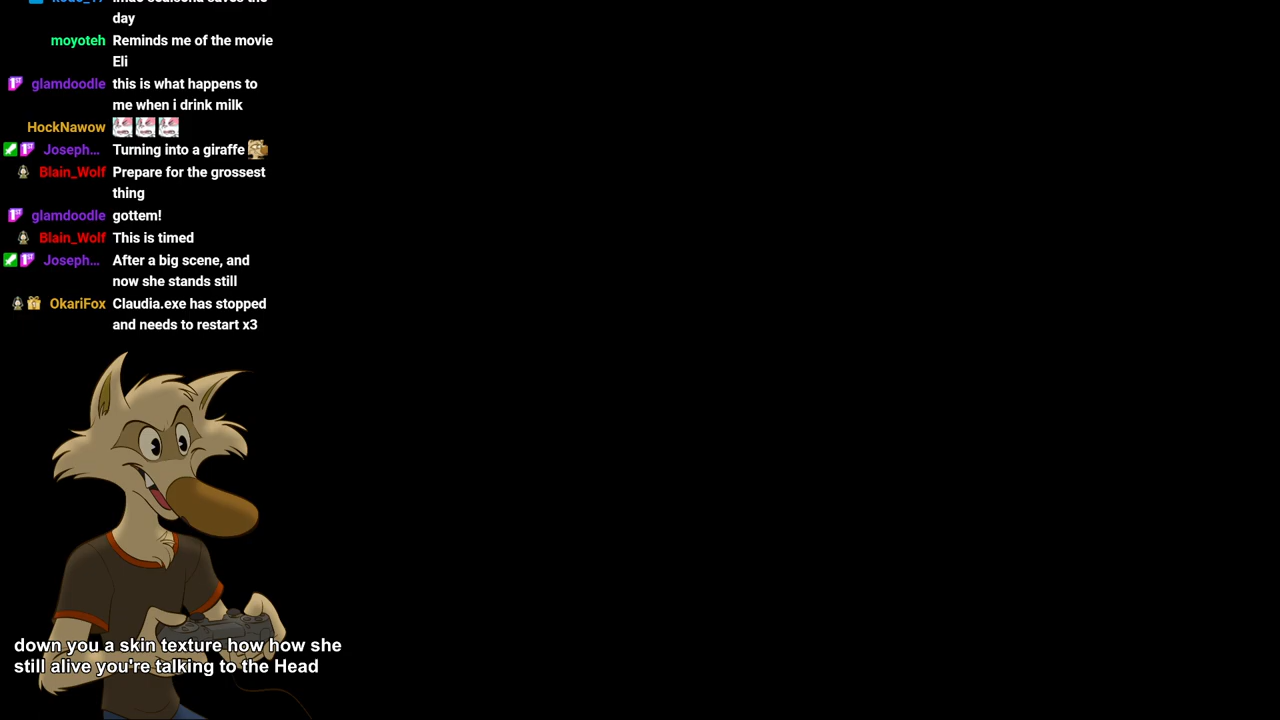 day
moyoteh Reminds me of the movie
Eli
glamdoodle this is what happens to
me when i drink milk
HockNawow
Joseph... Turning into a giraffe
Blain_Wolf Prepare for the grossest
thing
glamdoodle gottem!
Blain_Wolf This is timed
Joseph... After a big scene, and
now she stands still
OkariFox Claudia.exe has stopped
and needs to restart x3
down you a skin texture how how she
still alive you're talking to the Head